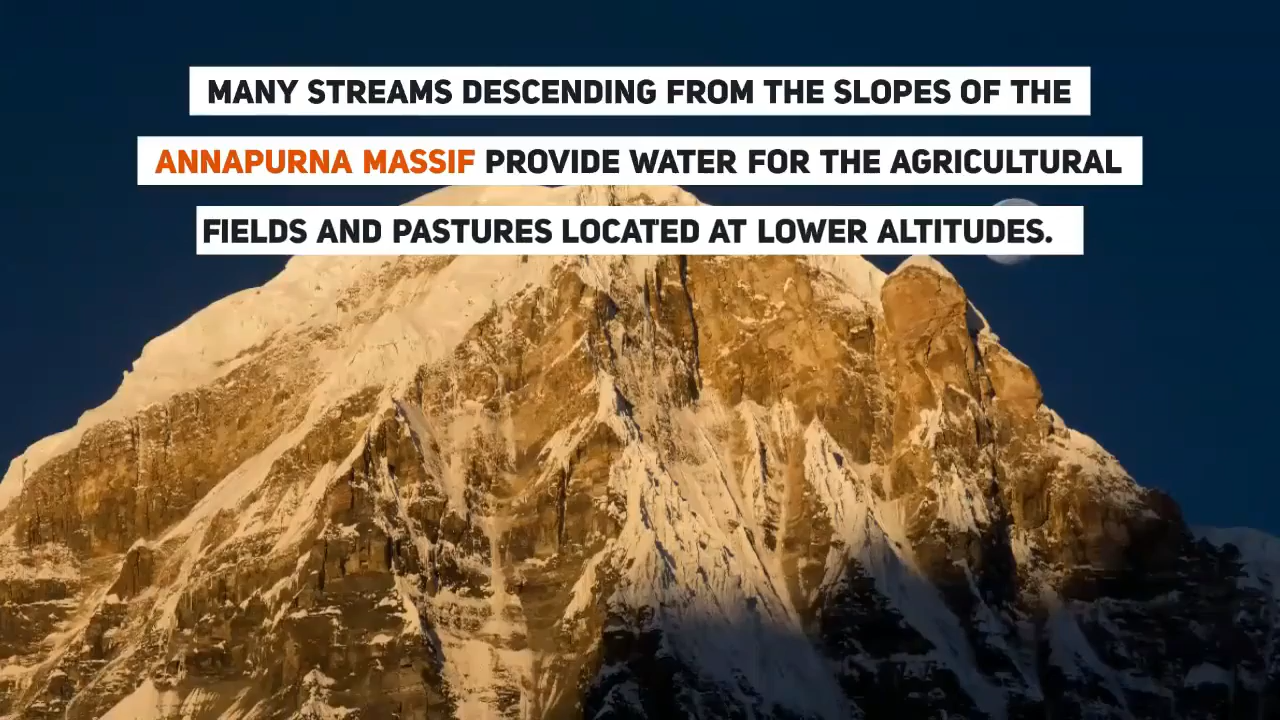 MANY STREAMS DESCENDING FROM THE SLOPES OF THE
ANNAPURNA MASSIF PROVIDE WATER FOR THE AGRICULTURAL
FIELDS AND PASTURES LOCATED AT LOWER ALTITUDES.